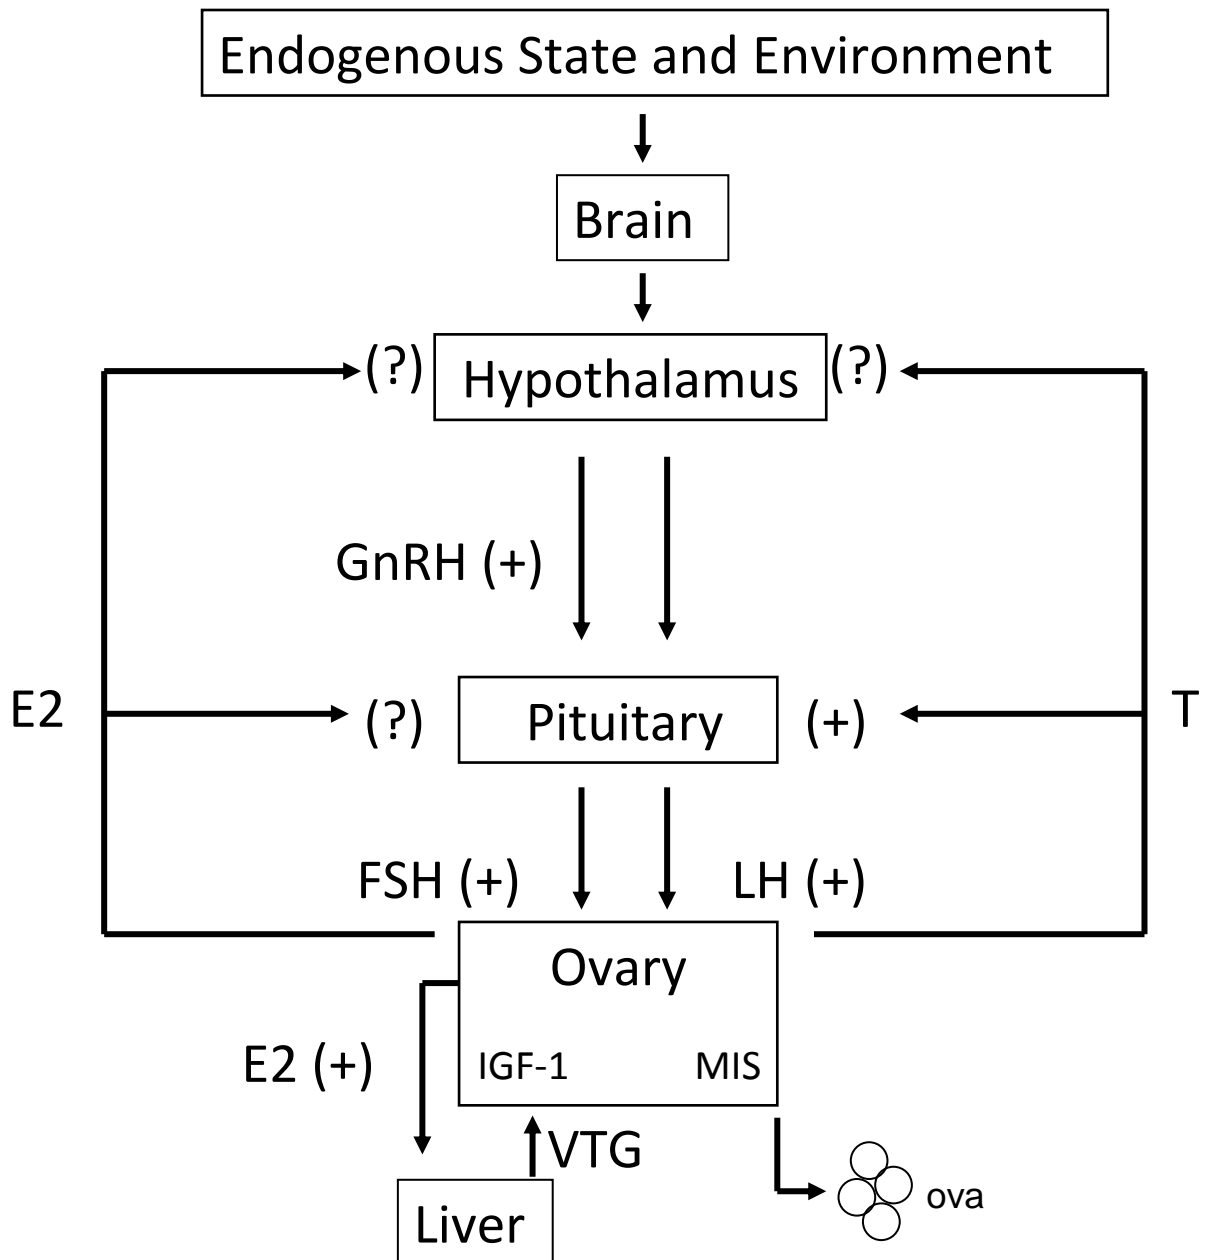 Endogenous State and Environment
Brain
(?) Hypothalamus (?)
GnRH (+)
E2 (?) Pituitary (+) T
FSH (+) LH (+)
Ovary
E2 (+) IGF-1 MIS
VTG
ova
Liver